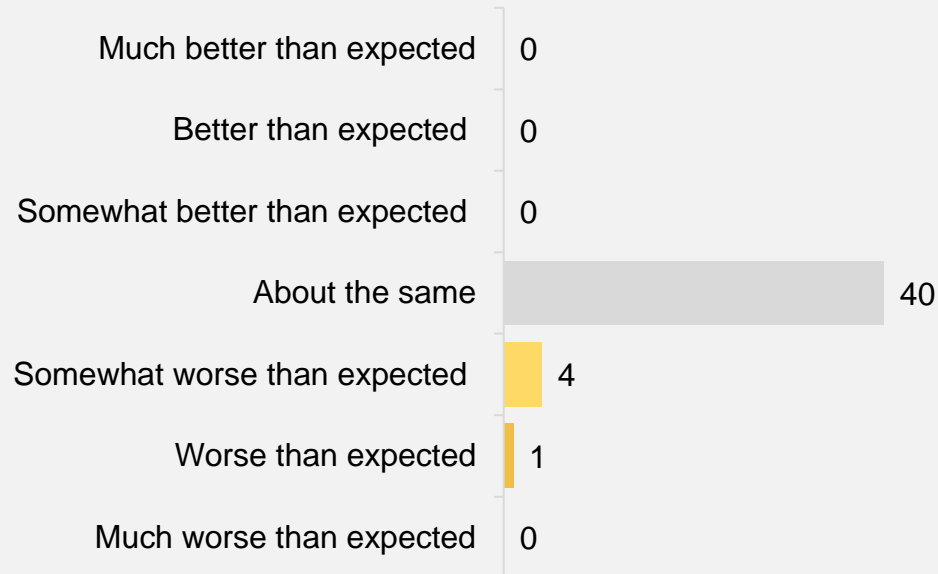 Much better than expected 0
Better than expected 0
Somewhat better than expected 0
About the same 40
Somewhat worse than expected 4
Worse than expected 1
Much worse than expected 0